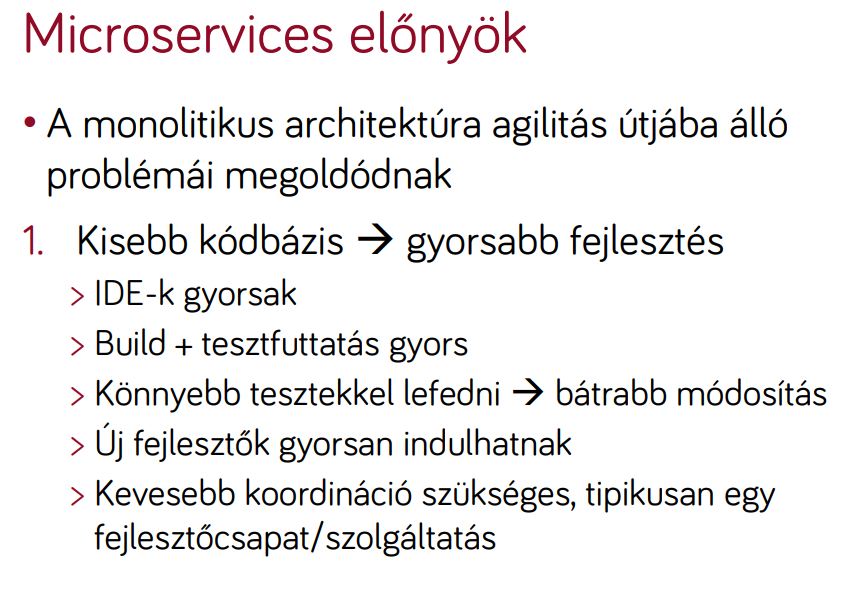 Microservices előnyök
• A monolitikus architektúra agilitás útjába álló
problémái megoldódnak
1. Kisebb kódbázis → gyorsabb fejlesztés
> IDE-k gyorsak
> Build + tesztfuttatás gyors
> Könnyebb tesztekkel lefedni → bátrabb módosítás
> Új fejlesztők gyorsan indulhatnak
> Kevesebb koordináció szükséges, tipikusan egy
fejlesztőcsapat/szolgáltatás